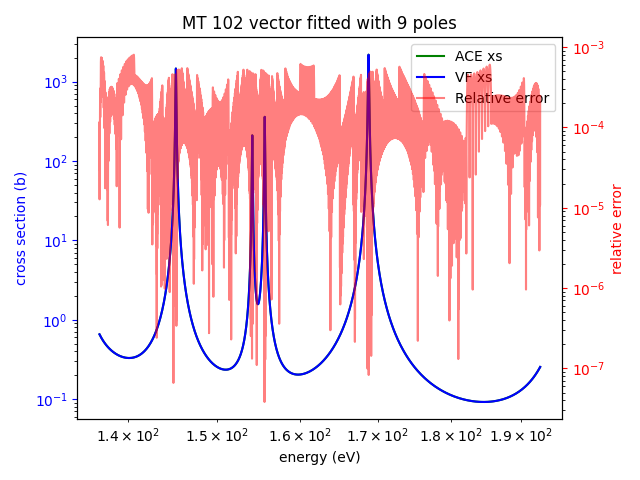 MT 102 vector fitted with 9 poles
ACE xs
VF xs
Relative error
cross section (b)
10³
10²
10¹
10⁰
10⁻¹
10⁻³
10⁻⁴
10⁻⁵
10⁻⁶
10⁻⁷
relative error
1.4 × 10² 1.5 × 10² 1.6 × 10² 1.7 × 10² 1.8 × 10² 1.9 × 10²
energy (eV)